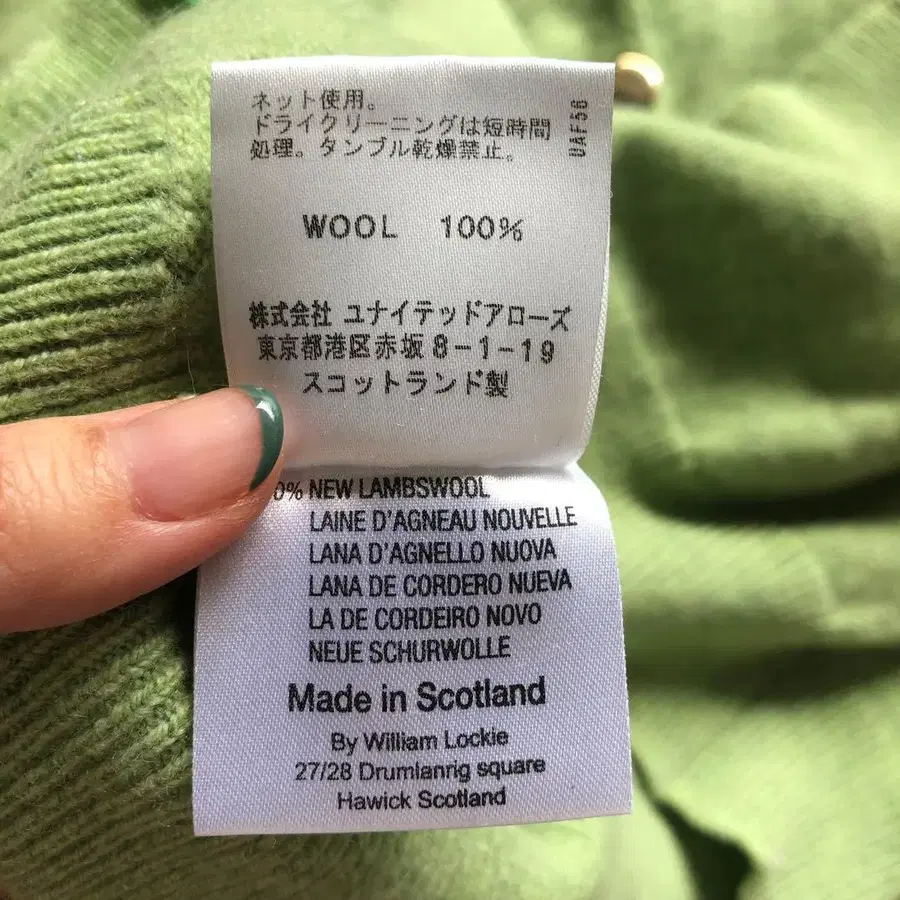 ネット使用。
ドライクリーニングは短時間
処理。タンブル乾燥禁止。
UAF56
WOOL 100%
株式会社 ユナイテッドアローズ
東京都港区赤坂8-1-19
スコットランド製
0% NEW LAMBSWOOL
LAINE D'AGNEAU NOUVELLE
LANA D'AGNELLO NUOVA
LANA DE CORDERO NUEVA
LA DE CORDEIRO NOVO
NEUE SCHURWOLLE
Made in Scotland
By William Lockie
27/28 Drumlanrig square
Hawick Scotland